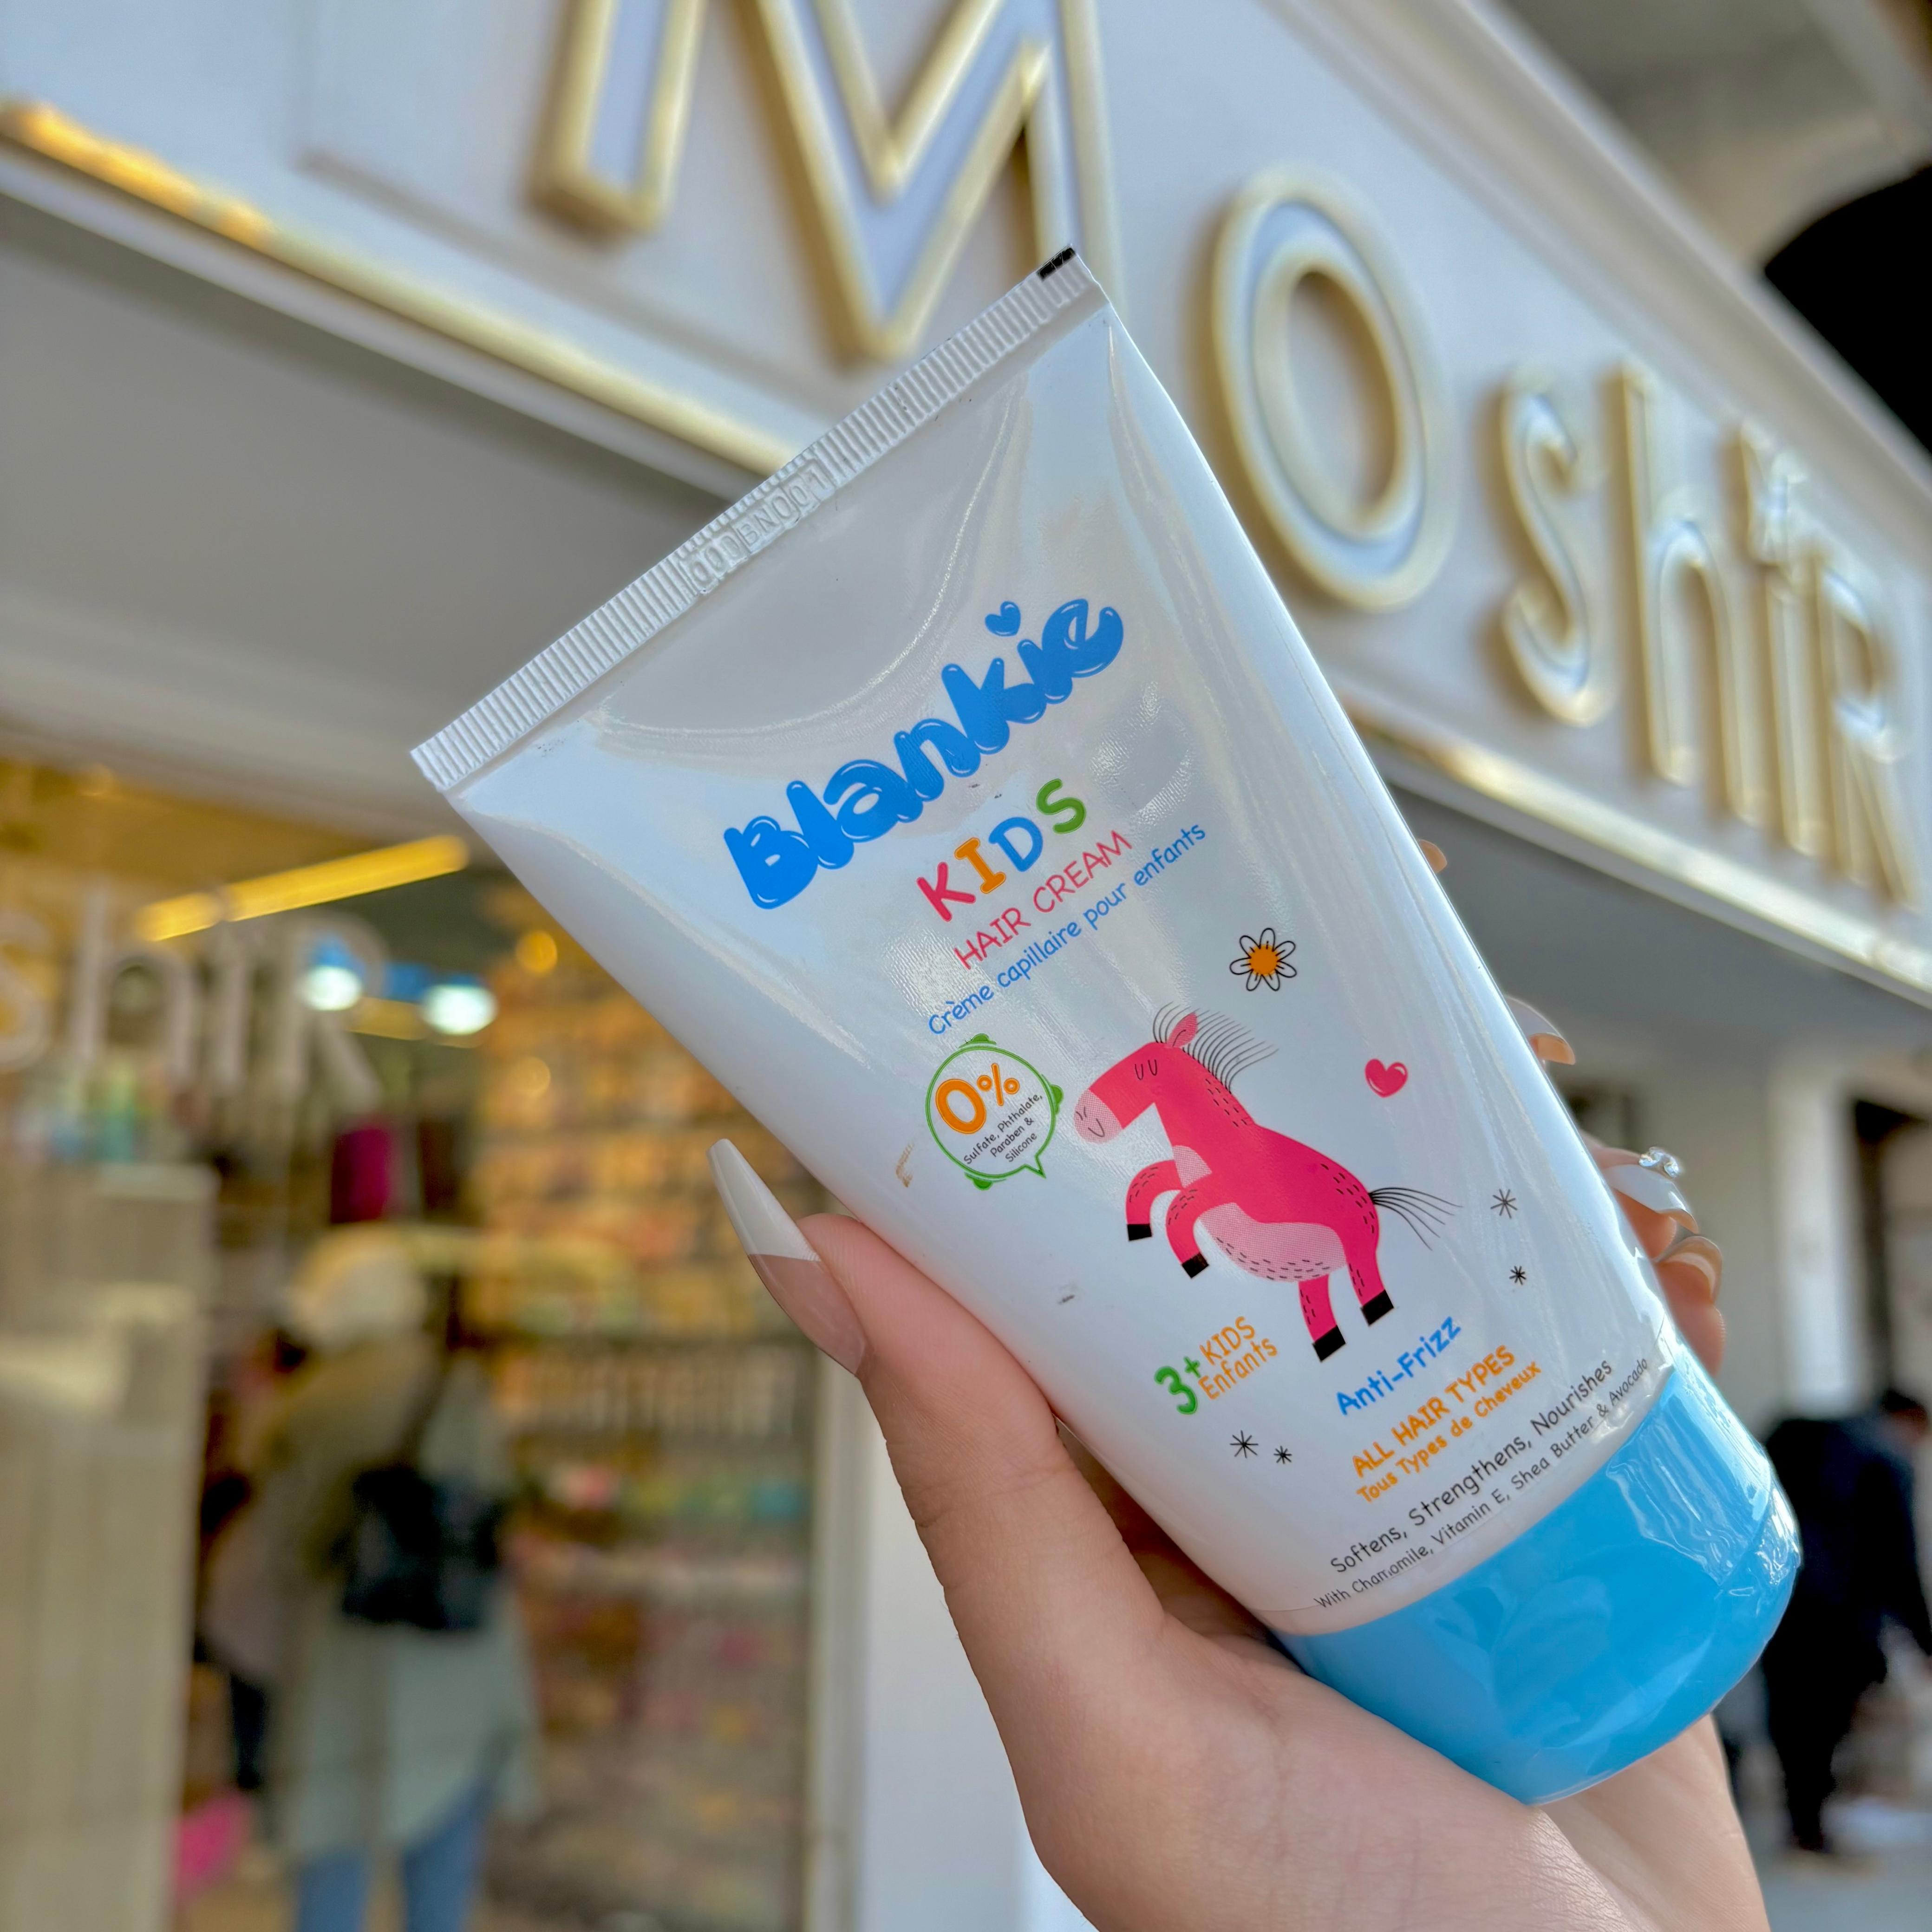 MOshiR
shiR
Blankie
KIDS
HAIR CREAM
Crème capillaire pour enfants
0%
Sulfate, Phthalate,
Paraben &
Silicone
3+ KIDS
Enfants
Anti-Frizz
ALL HAIR TYPES
Tous Types de Cheveux
Softens, Strengthens, Nourishes
With Chamomile, Vitamin E, Shea Butter & Avocado